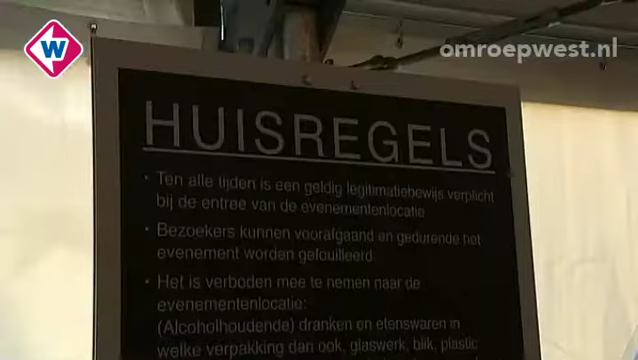 W
omroepwest.nl
HUISREGELS
• Ten alle tijden is een geldig legitimatiebewijs verplicht
bij de entree van de evenementenlocatie
• Bezoekers kunnen voorafgaand en gedurende het
evenement worden gefouilleerd
• Het is verboden mee te nemen naar de
evenementenlocatie:
(Alcoholhoudende) dranken en etenswaren in
welke verpakking dan ook, glaswerk, blik, plastic